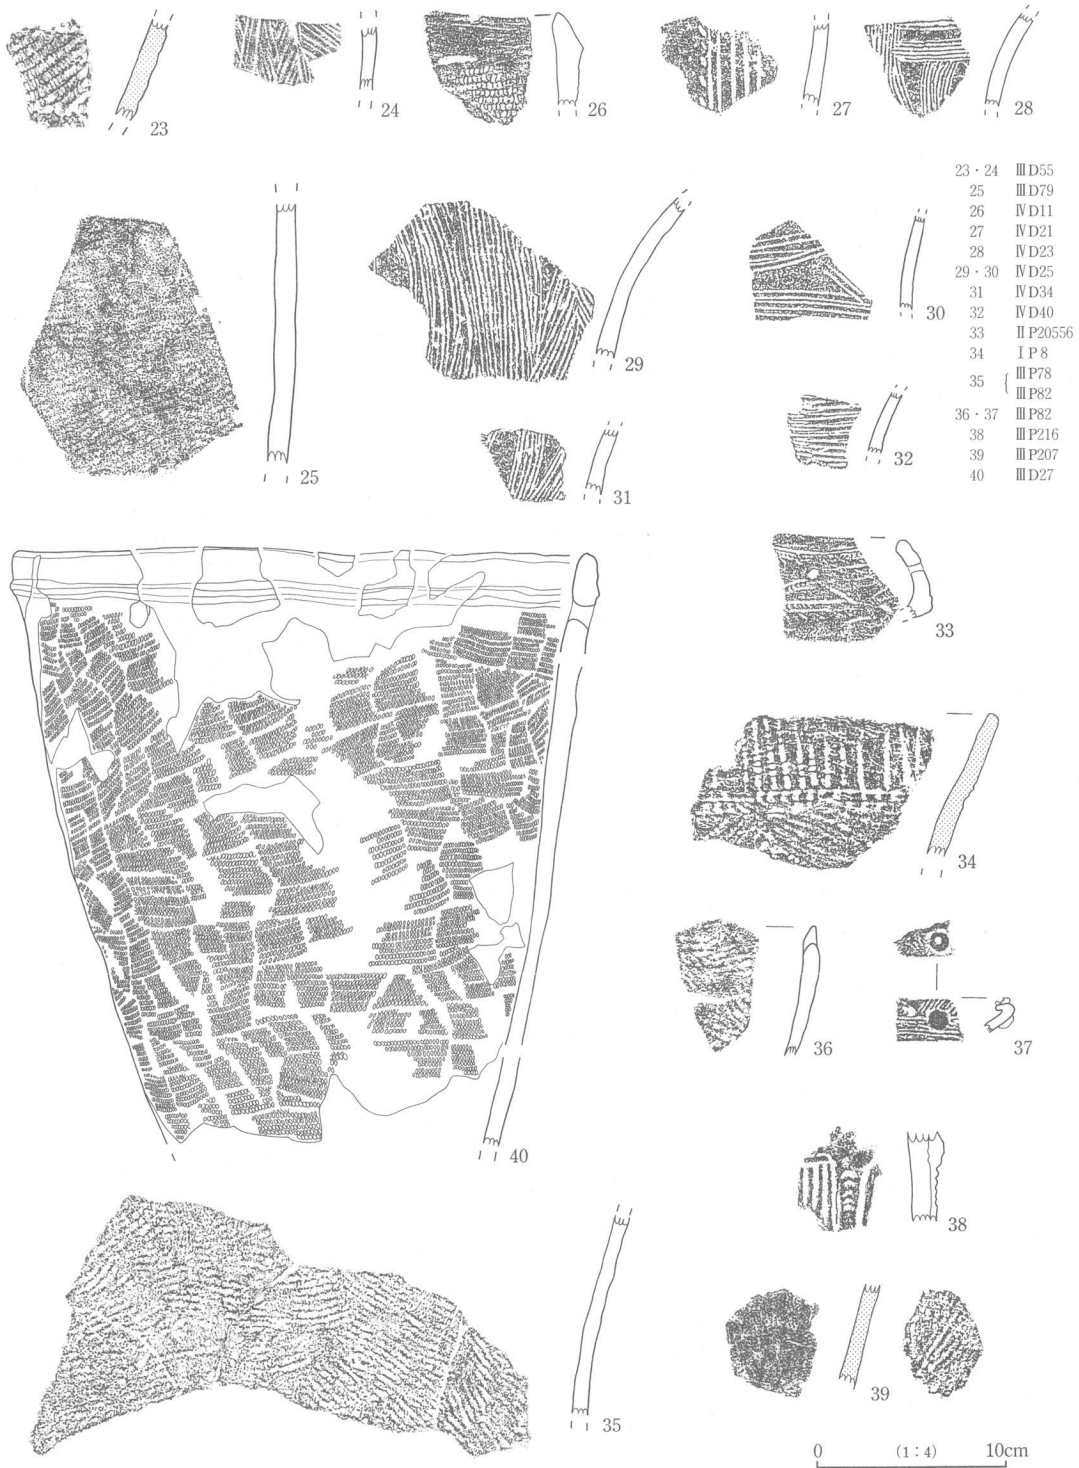 23
24
26
27
28
23・24 ⅢD55
25 ⅢD79
26 ⅣD11
27 ⅣD21
28 ⅣD23
29・30 ⅣD25
31 ⅣD34
32 ⅣD40
33 ⅡP20556
34 ⅠP8
35 { ⅢP78
ⅢP82
36・37 ⅢP82
38 ⅢP216
39 ⅢP207
40 ⅢD27
25
29
30
31
32
33
34
36
37
40
38
35
39
0 (1:4) 10cm